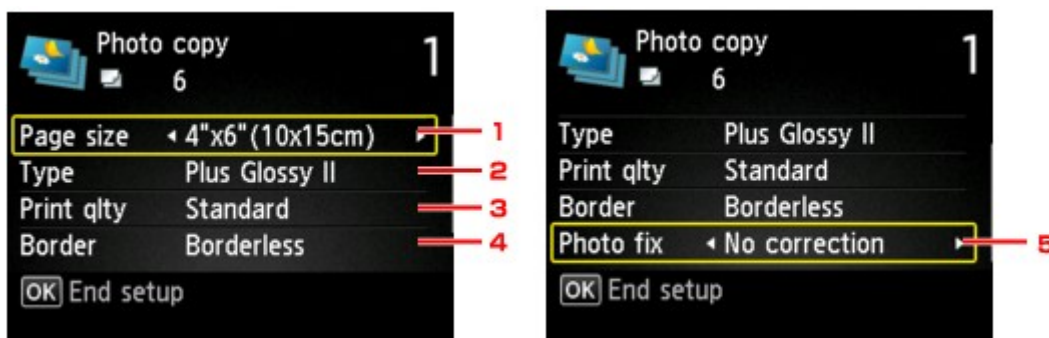 Photo copy
6
1
Page size 4"x6"(10x15cm) 1
Type Plus Glossy II 2
Print qlty Standard 3
Border Borderless 4
OK End setup
Photo copy
6
1
Type Plus Glossy II
Print qlty Standard
Border Borderless
Photo fix No correction 5
OK End setup